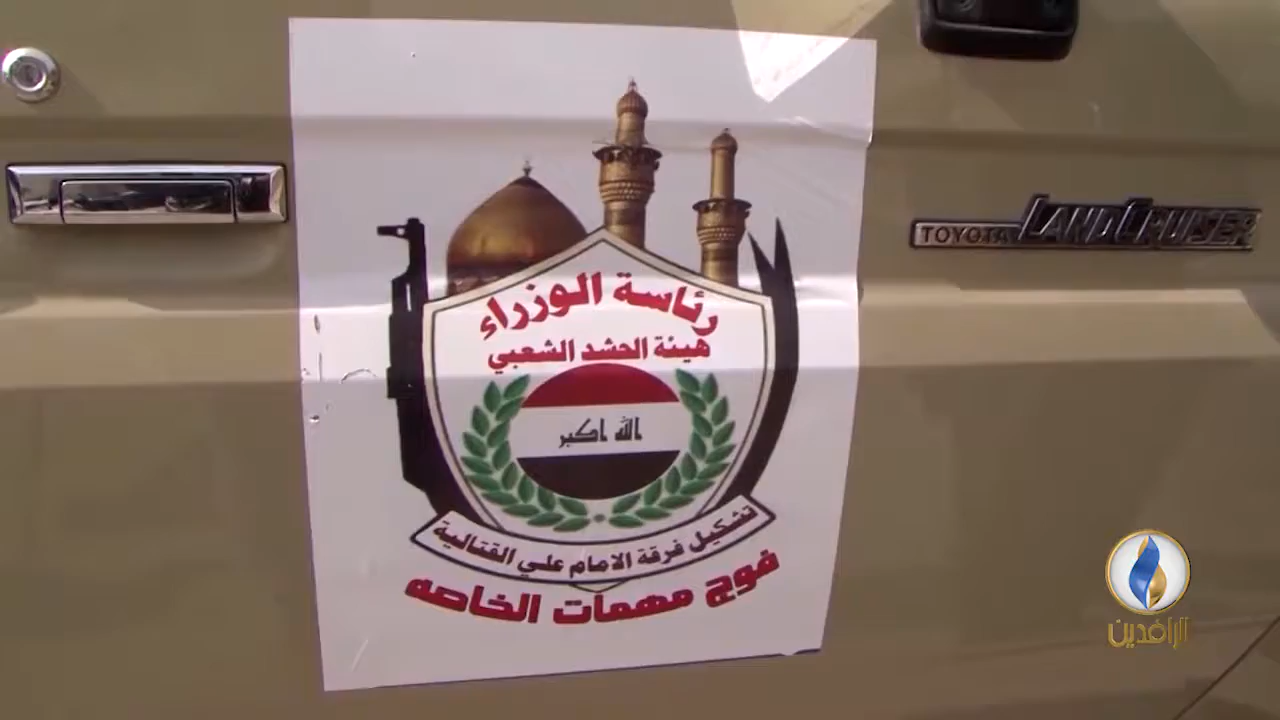 رئاسة الوزراء
هيئة الحشد الشعبي
الله اكبر
تشكيل فرقة الامام علي القتالية
فوج مهمات الخاصه
TOYOTA LANDCRUISER
الرافدين